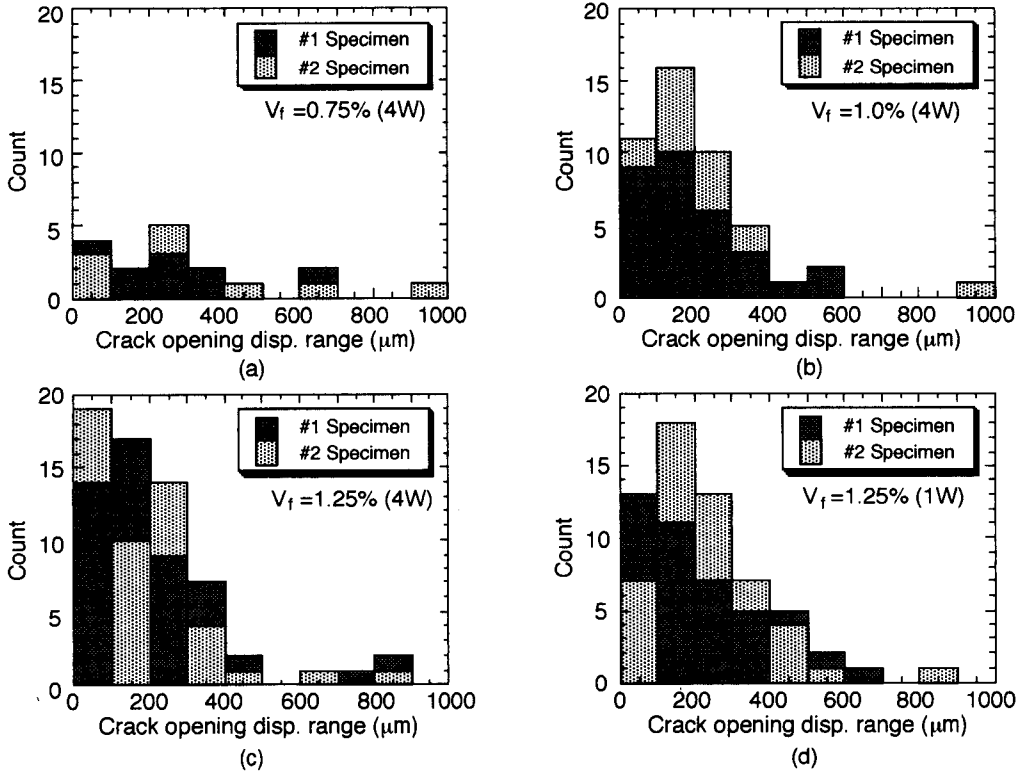 20
15
10
5
0
Count
#1 Specimen
#2 Specimen
V_f =0.75% (4W)
0 200 400 600 800 1000
Crack opening disp. range (μm)
(a)
20
15
10
5
0
Count
#1 Specimen
#2 Specimen
V_f =1.0% (4W)
0 200 400 600 800 1000
Crack opening disp. range (μm)
(b)
20
15
10
5
0
Count
#1 Specimen
#2 Specimen
V_f =1.25% (4W)
0 200 400 600 800 1000
Crack opening disp. range (μm)
(c)
20
15
10
5
0
Count
#1 Specimen
#2 Specimen
V_f =1.25% (1W)
0 200 400 600 800 1000
Crack opening disp. range (μm)
(d)